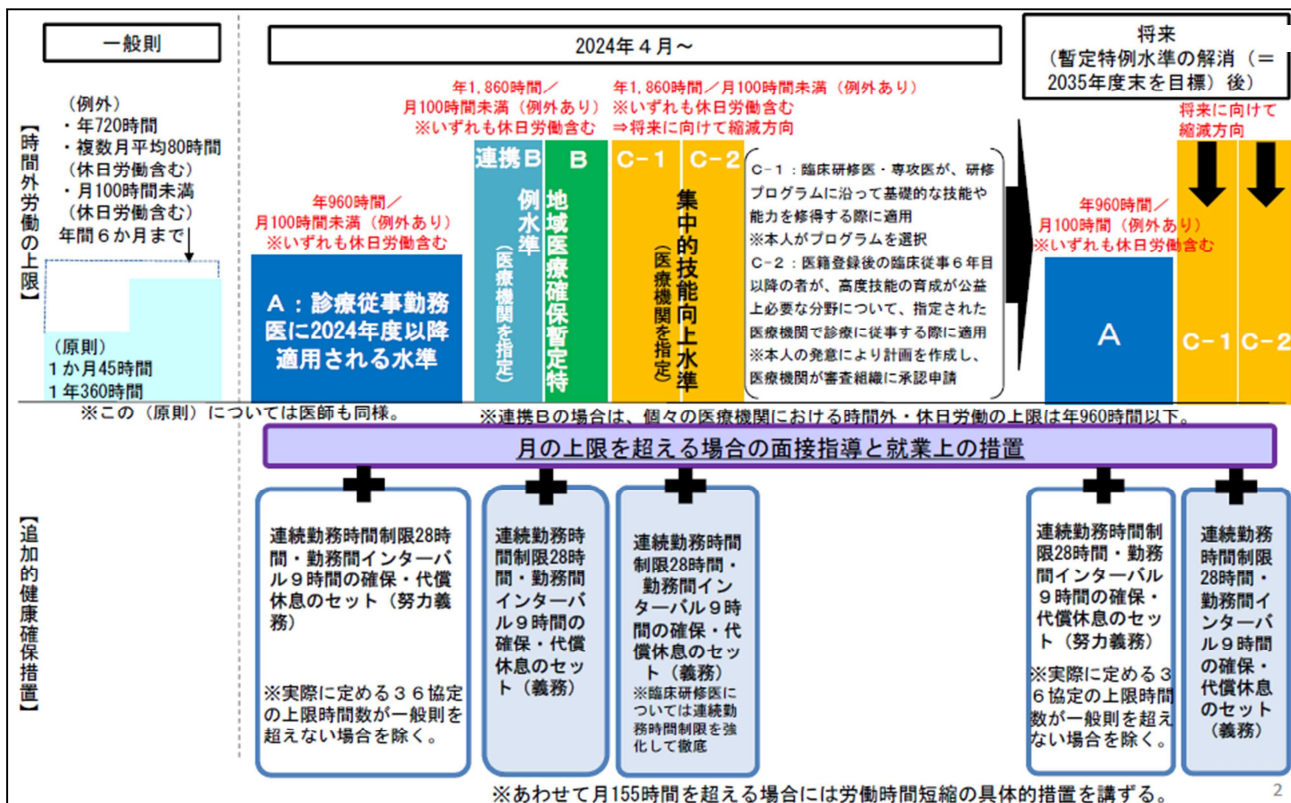 一般則
2024年４月～
将来
（暫定特例水準の解消（＝
2035年度末を目標）後）
【時間外労働の上限】
（例外）
・年720時間
・複数月平均80時間
（休日労働含む）
・月100時間未満
（休日労働含む）
年間６か月まで
（原則）
１か月45時間
１年360時間
※この（原則）については医師も同様。
年960時間／
月100時間未満（例外あり）
※いずれも休日労働含む
Ａ：診療従事勤務
医に2024年度以降
適用される水準
年1,860時間／
月100時間未満（例外あり）
※いずれも休日労働含む
連携Ｂ
Ｂ
地域医療確保暫定特
例水準
（医療機関を指定）
年1,860時間／月100時間未満（例外あり）
※いずれも休日労働含む
⇒将来に向けて縮減方向
Ｃ－１
Ｃ－２
集中的技能向上水準
（医療機関を指定）
Ｃ－１：臨床研修医・専攻医が、研修
プログラムに沿って基礎的な技能や
能力を修得する際に適用
※本人がプログラムを選択
Ｃ－２：医籍登録後の臨床従事６年目
以降の者が、高度技能の育成が公益
上必要な分野について、指定された
医療機関で診療に従事する際に適用
※本人の発意により計画を作成し、
医療機関が審査組織に承認申請
年960時間／
月100時間（例外あり）
※いずれも休日労働含む
Ａ
将来に向けて
縮減方向
Ｃ－１
Ｃ－２
※連携Ｂの場合は、個々の医療機関における時間外・休日労働の上限は年960時間以下。
月の上限を超える場合の面接指導と就業上の措置
【追加的健康確保措置】
連続勤務時間制限28時
間・勤務間インターバ
ル９時間の確保・代償
休息のセット（努力義
務）
※実際に定める３６協定
の上限時間数が一般則を
超えない場合を除く。
連続勤務時
間制限28時
間・勤務間
インターバ
ル９時間の
確保・代償
休息のセッ
ト（義務）
連続勤務時間
制限28時間・
勤務間インター
バル９時
間の確保・代
償休息のセッ
ト（義務）
※臨床研修医に
ついては連続勤
務時間制限を強
化して徹底
連続勤務時間制
限28時間・勤務
間インターバル
９時間の確保・
代償休息のセッ
ト（努力義務）
※実際に定める３
６協定の上限時間
数が一般則を超え
ない場合を除く。
連続勤務
時間制限
28時間・
勤務間イン
ターバ
ル９時間
の確保・
代償休息
のセット
（義務）
※あわせて月155時間を超える場合には労働時間短縮の具体的措置を講ずる。
2